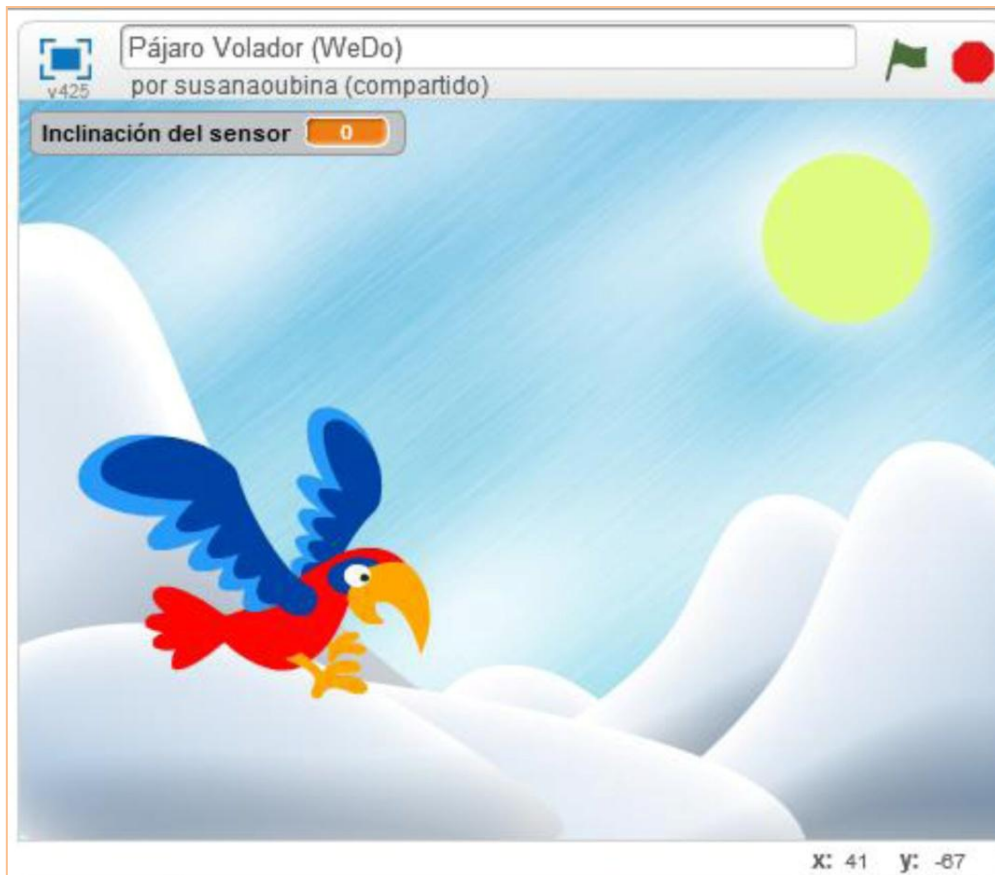 Pájaro Volador (WeDo)
v425
por susanaoubina (compartido)
Inclinación del sensor 0
x: 41 y: -67